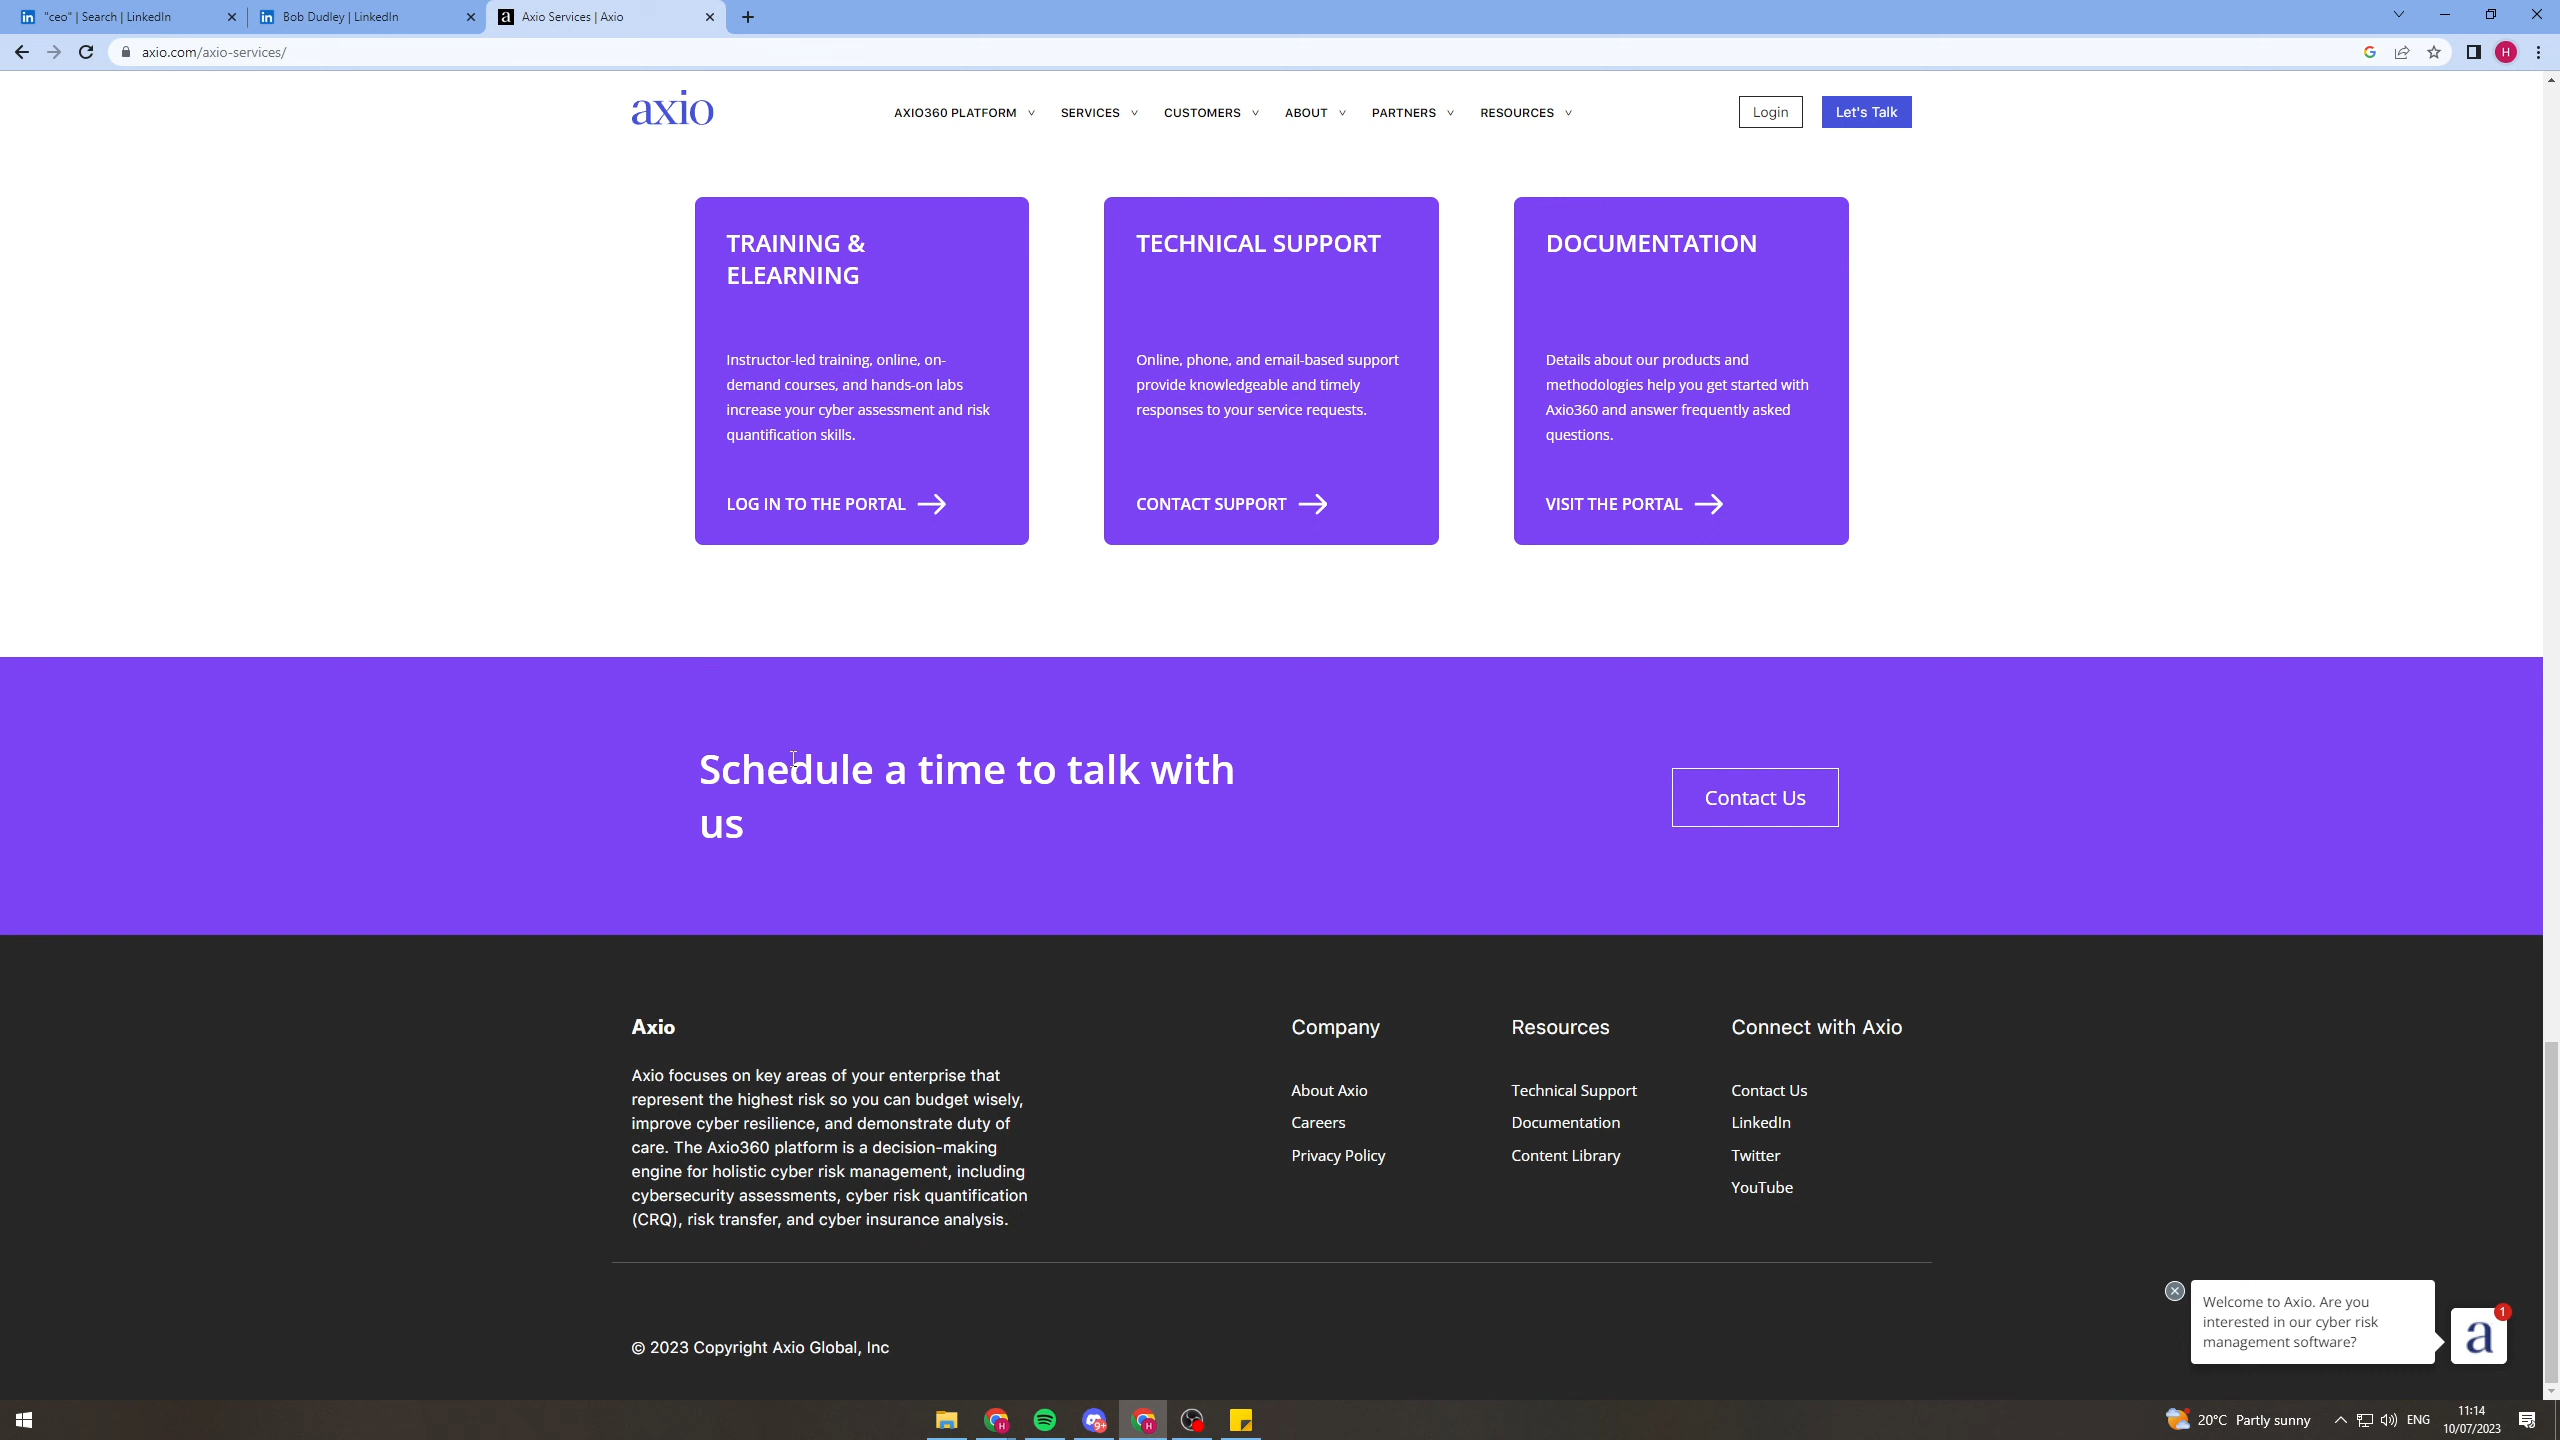 "ceo" | Search | LinkedIn
Bob Dudley | LinkedIn
a Axio Services | Axio
axio.com/axio-services/
H
axio
AXIO360 PLATFORM
SERVICES
CUSTOMERS
ABOUT
PARTNERS
RESOURCES
Login
Let's Talk
TRAINING &
ELEARNING
Instructor-led training, online, on-
demand courses, and hands-on labs
increase your cyber assessment and risk
quantification skills.
LOG IN TO THE PORTAL
TECHNICAL SUPPORT
Online, phone, and email-based support
provide knowledgeable and timely
responses to your service requests.
CONTACT SUPPORT
DOCUMENTATION
Details about our products and
methodologies help you get started with
Axio360 and answer frequently asked
questions.
VISIT THE PORTAL
Schedule a time to talk with
us
Contact Us
Axio
Axio focuses on key areas of your enterprise that
represent the highest risk so you can budget wisely,
improve cyber resilience, and demonstrate duty of
care. The Axio360 platform is a decision-making
engine for holistic cyber risk management, including
cybersecurity assessments, cyber risk quantification
(CRQ), risk transfer, and cyber insurance analysis.
Company
About Axio
Careers
Privacy Policy
Resources
Technical Support
Documentation
Content Library
Connect with Axio
Contact Us
LinkedIn
Twitter
YouTube
© 2023 Copyright Axio Global, Inc
Welcome to Axio. Are you
interested in our cyber risk
management software?
a
1
9+
20°C Partly sunny
ENG
11:14
10/07/2023